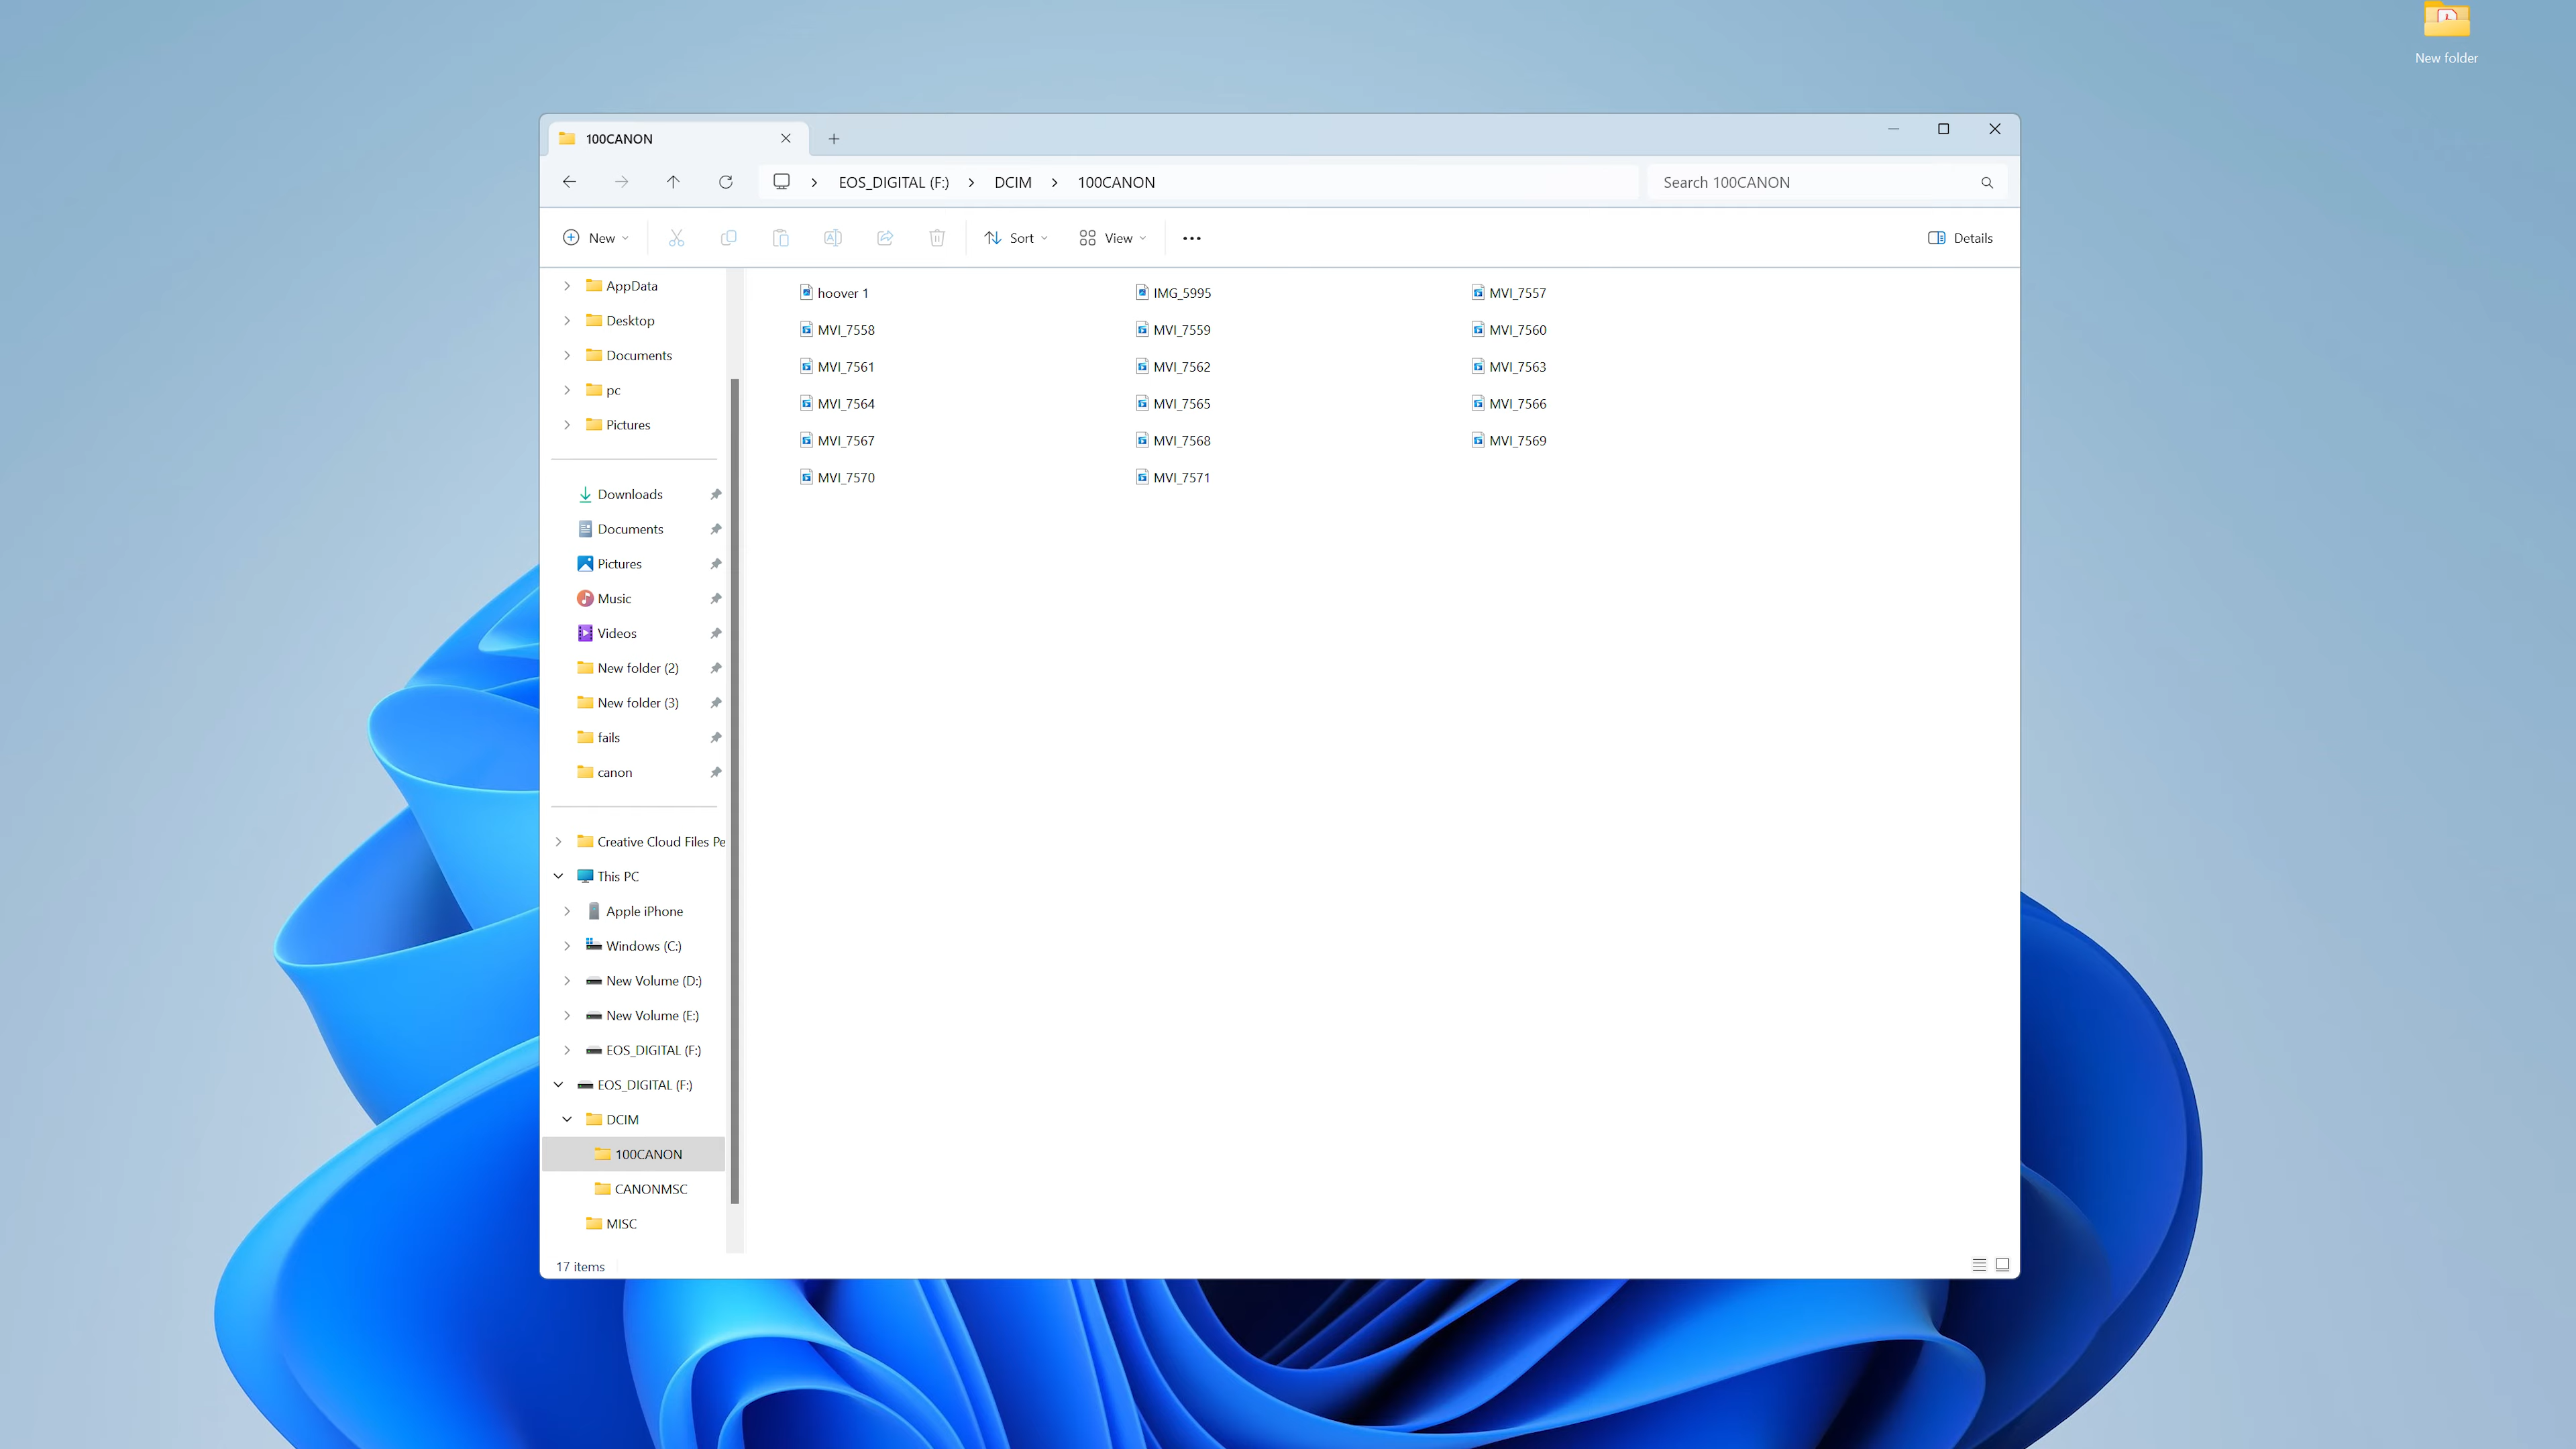 New folder
100CANON
EOS_DIGITAL (F:) DCIM 100CANON
Search 100CANON
New Sort View Details
AppData
Desktop
Documents
pc
Pictures
Downloads
Documents
Pictures
Music
Videos
New folder (2)
New folder (3)
fails
canon
Creative Cloud Files Pe
This PC
Apple iPhone
Windows (C:)
New Volume (D:)
New Volume (E:)
EOS_DIGITAL (F:)
EOS_DIGITAL (F:)
DCIM
100CANON
CANONMSC
MISC
hoover 1 IMG_5995 MVI_7557
MVI_7558 MVI_7559 MVI_7560
MVI_7561 MVI_7562 MVI_7563
MVI_7564 MVI_7565 MVI_7566
MVI_7567 MVI_7568 MVI_7569
MVI_7570 MVI_7571
17 items